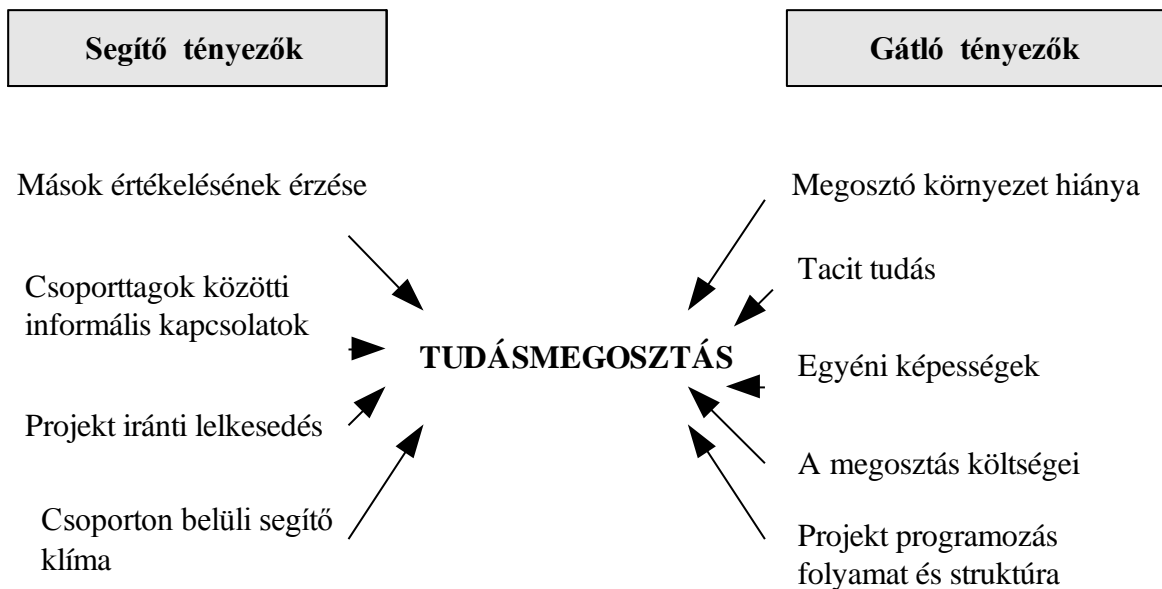 Segítő tényezők
Gátló tényezők
Mások értékelésének érzése
Csoporttagok közötti
informális kapcsolatok
Projekt iránti lelkesedés
Csoporton belüli segítő
klíma
TUDÁSMEGOSZTÁS
Megosztó környezet hiánya
Tacit tudás
Egyéni képességek
A megosztás költségei
Projekt programozás
folyamat és struktúra